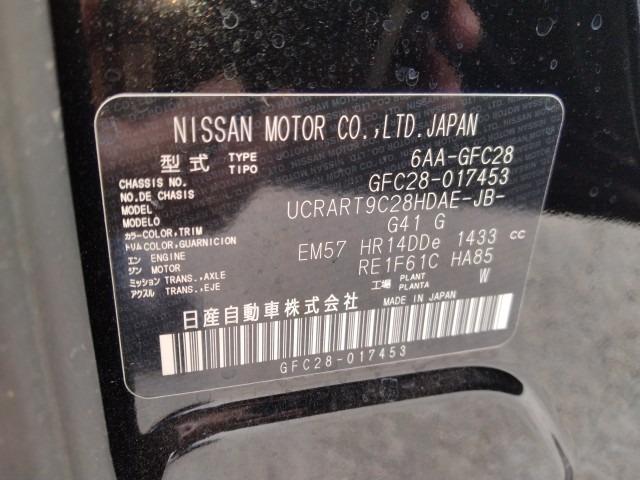 NISSAN MOTOR CO.,LTD.JAPAN
型式 TYPE TIPO 6AA-GFC28
CHASSIS NO. NO.DE CHASIS GFC28-017453
MODEL MODELO UCRART9C28HDAE-JB-
カラー COLOR,TRIM トリム COLOR,GUARNICION G41 G
エンジン ENGINE MOTOR EM57 HR14DDe 1433 cc
ミッション TRANS.,AXLE アクスル TRANS.,EJE RE1F61C HA85
工場 PLANT PLANTA W
日産自動車株式会社 MADE IN JAPAN
GFC28-017453